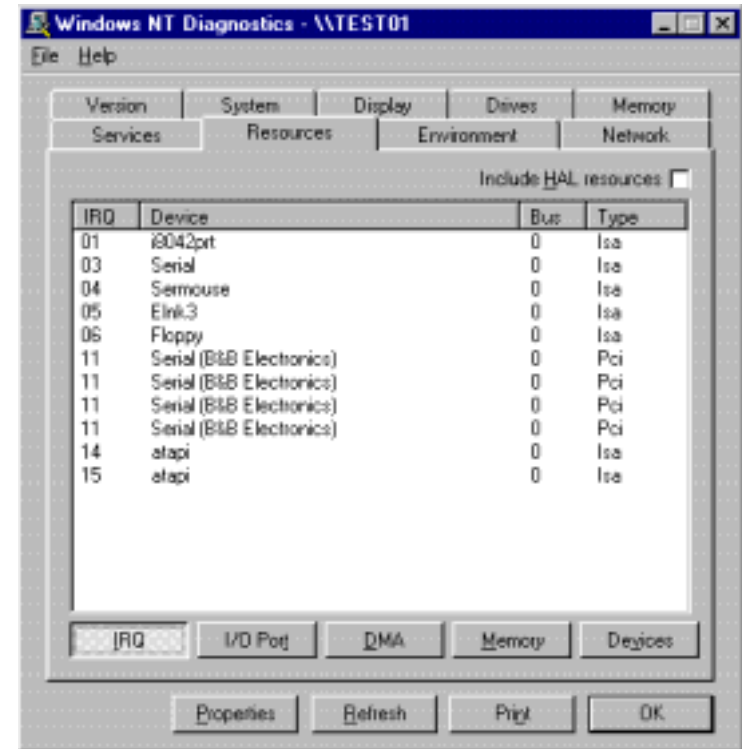 Windows NT Diagnostics - \\TEST01
File Help
Version System Display Drives Memory
Services Resources Environment Network
Include HAL resources
IRQ Device Bus Type
01 i8042prt 0 Isa
03 Serial 0 Isa
04 Sermouse 0 Isa
05 Elnk3 0 Isa
06 Floppy 0 Isa
11 Serial (B&B Electronics) 0 Pci
11 Serial (B&B Electronics) 0 Pci
11 Serial (B&B Electronics) 0 Pci
11 Serial (B&B Electronics) 0 Pci
14 atapi 0 Isa
15 atapi 0 Isa
IRQ I/O Port DMA Memory Devices
Properties Refresh Print OK